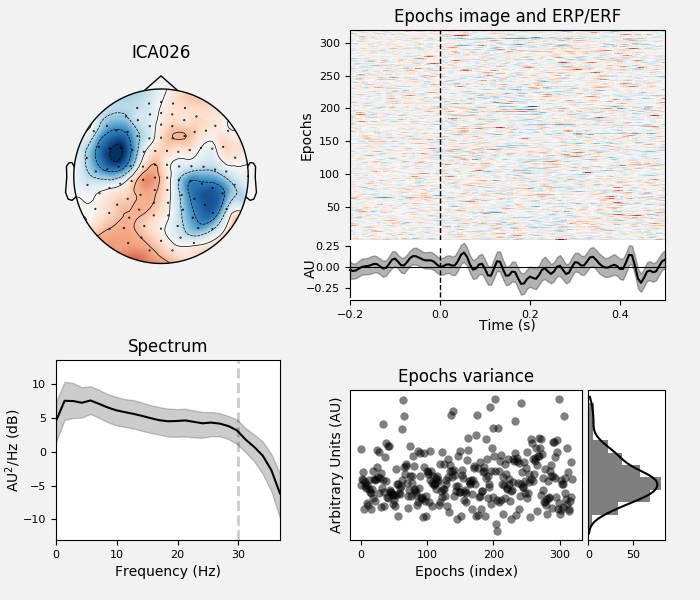 Epochs image and ERP/ERF
ICA026
Epochs
300
250
200
150
100
50
AU
0.25
0.00
−0.25
−0.2
0.0
0.2
0.4
Time (s)
Spectrum
AU²/Hz (dB)
10
5
0
−5
−10
0
10
20
30
Frequency (Hz)
Epochs variance
Arbitrary Units (AU)
0
100
200
300
Epochs (index)
0
50